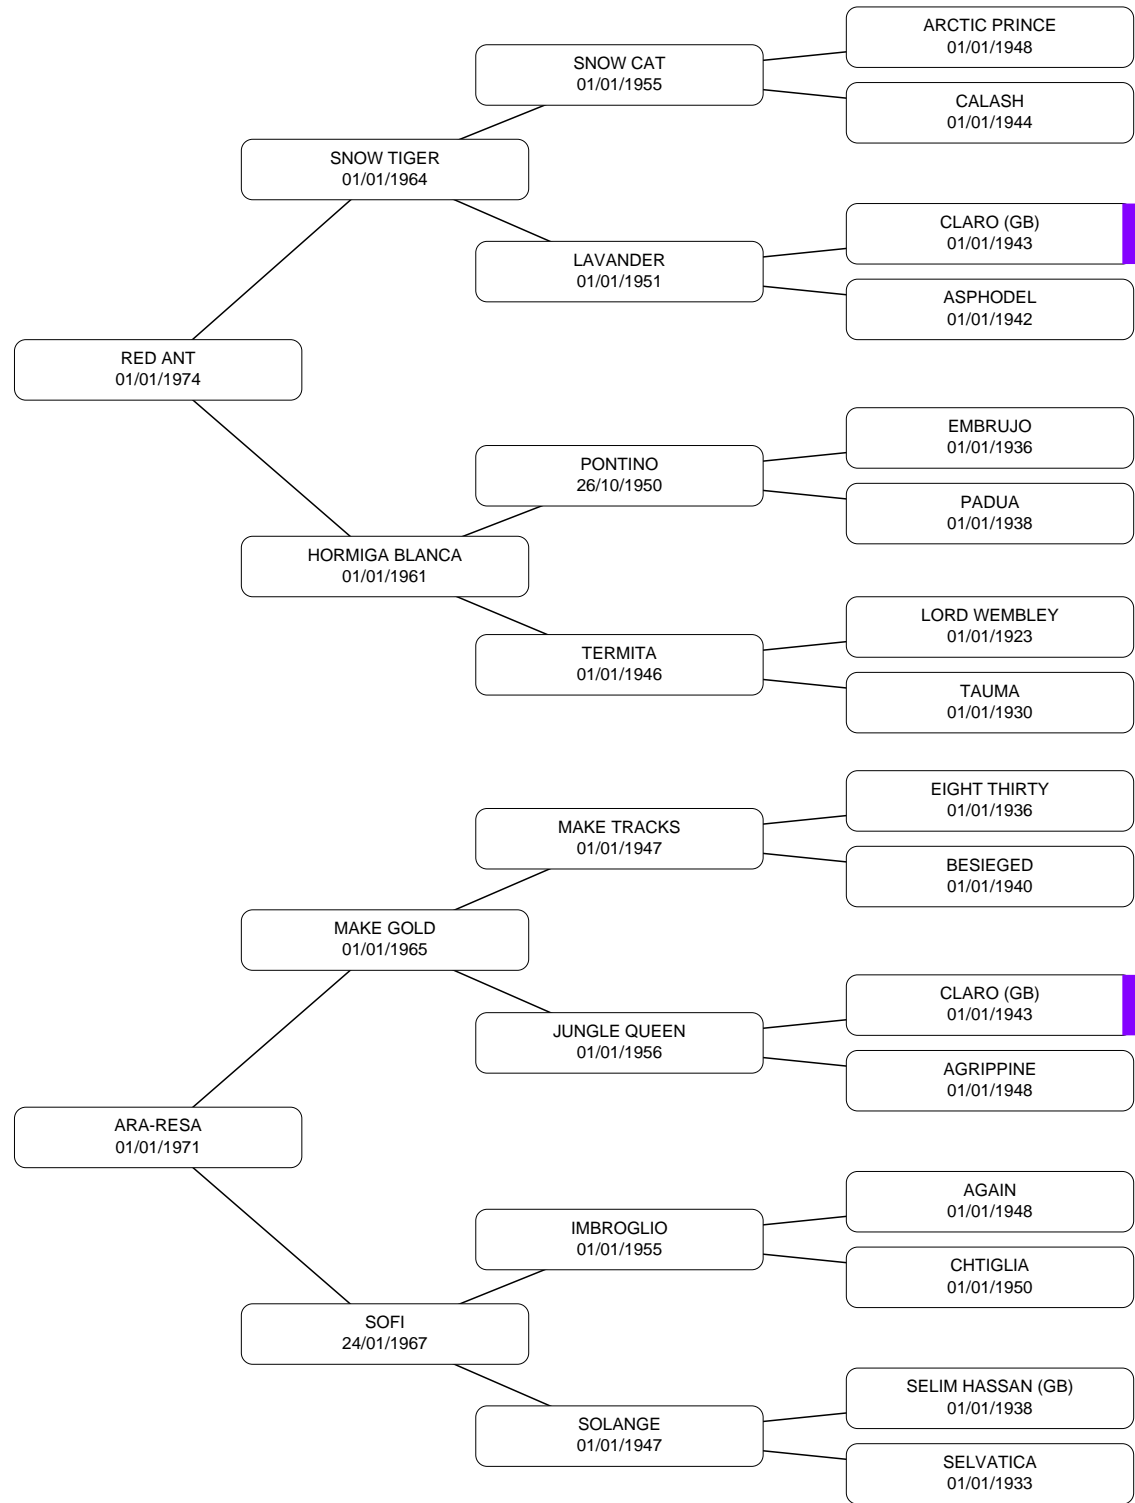 ARCTIC PRINCE
01/01/1948
SNOW CAT
01/01/1955
CALASH
01/01/1944
SNOW TIGER
01/01/1964
CLARO (GB)
01/01/1943
LAVANDER
01/01/1951
ASPHODEL
01/01/1942
RED ANT
01/01/1974
EMBRUJO
01/01/1936
PONTINO
26/10/1950
PADUA
01/01/1938
HORMIGA BLANCA
01/01/1961
LORD WEMBLEY
01/01/1923
TERMITA
01/01/1946
TAUMA
01/01/1930
EIGHT THIRTY
01/01/1936
MAKE TRACKS
01/01/1947
BESIEGED
01/01/1940
MAKE GOLD
01/01/1965
CLARO (GB)
01/01/1943
JUNGLE QUEEN
01/01/1956
AGRIPPINE
01/01/1948
ARA-RESA
01/01/1971
AGAIN
01/01/1948
IMBROGLIO
01/01/1955
CHTIGLIA
01/01/1950
SOFI
24/01/1967
SELIM HASSAN (GB)
01/01/1938
SOLANGE
01/01/1947
SELVATICA
01/01/1933